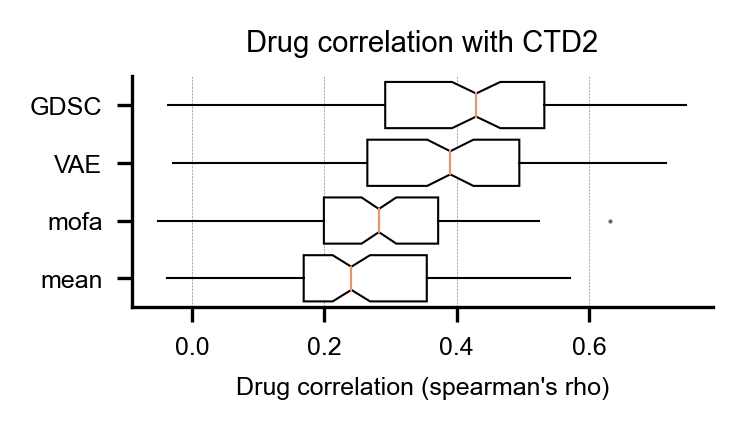 Drug correlation with CTD2
GDSC
VAE
mofa
mean
0.0 0.2 0.4 0.6
Drug correlation (spearman's rho)